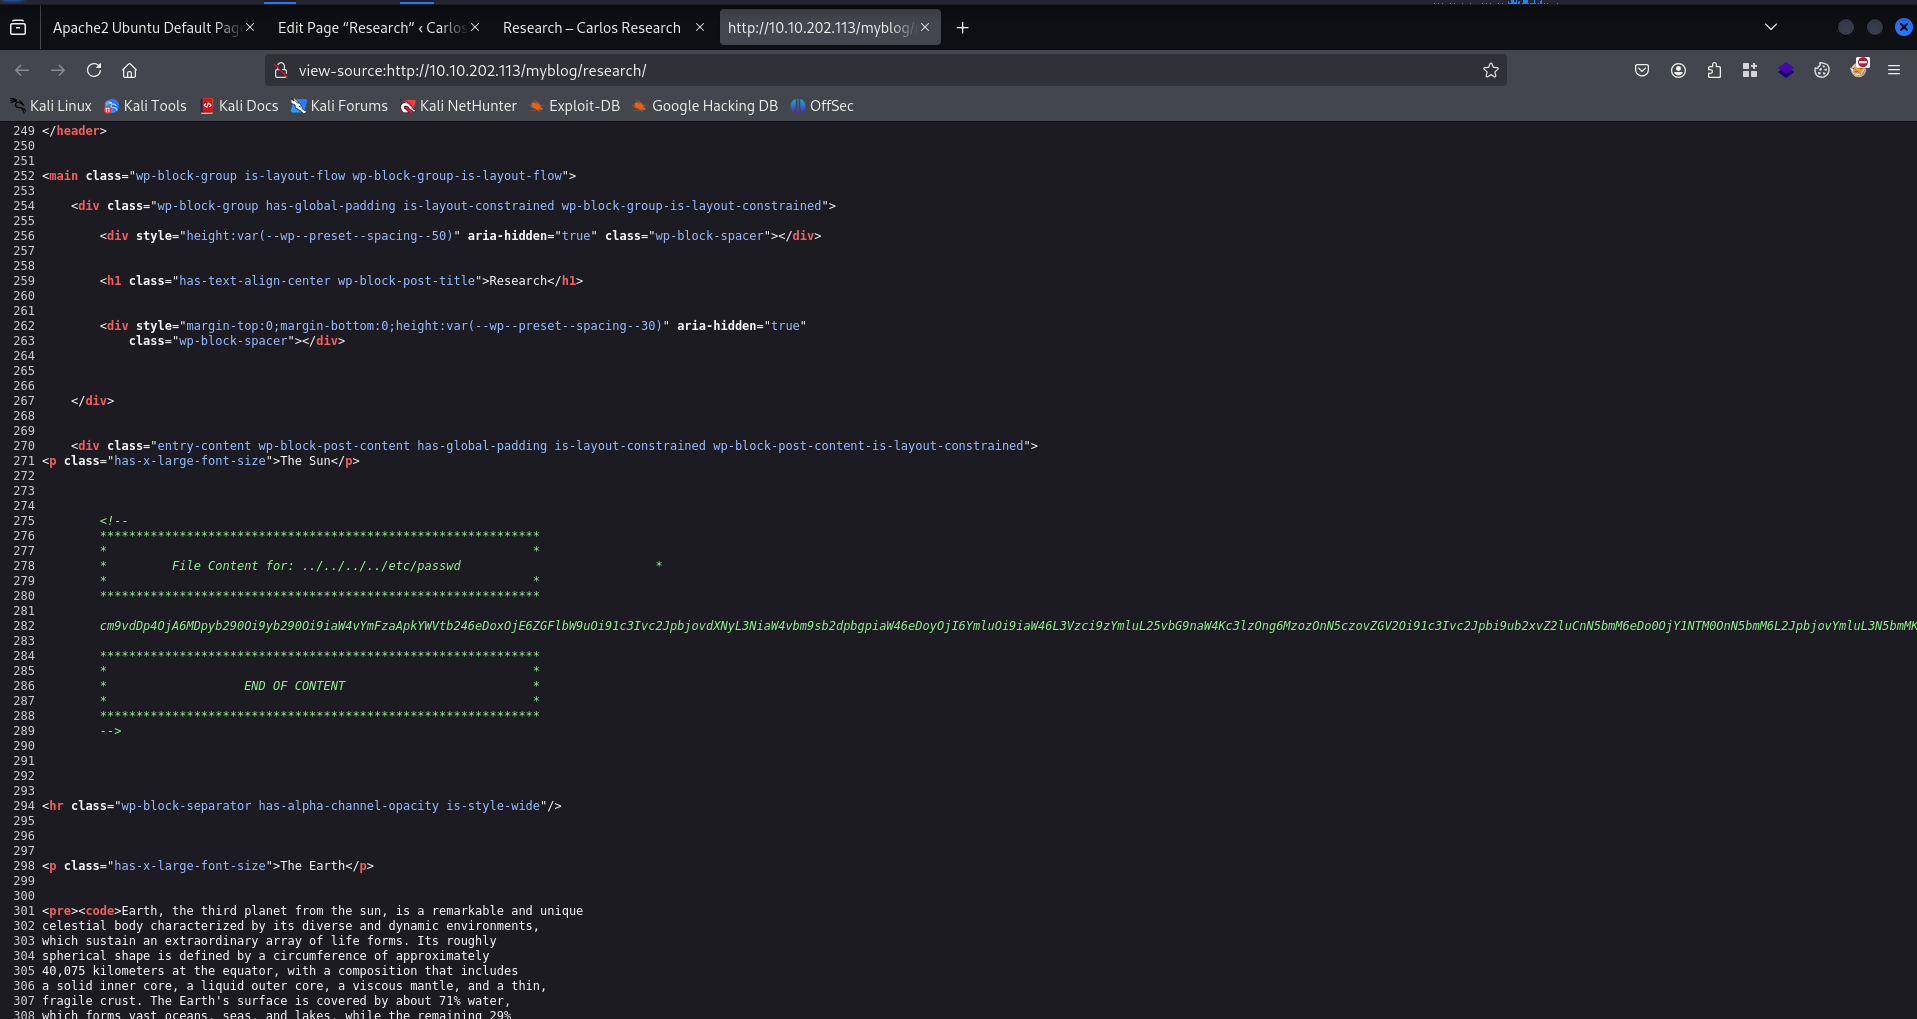 Apache2 Ubuntu Default Pag
Edit Page “Research” ‹ Carlos
Research – Carlos Research
http://10.10.202.113/myblog/
view-source:http://10.10.202.113/myblog/research/
Kali Linux Kali Tools Kali Docs Kali Forums Kali NetHunter Exploit-DB Google Hacking DB OffSec
249 </header>
250
251
252 <main class="wp-block-group is-layout-flow wp-block-group-is-layout-flow">
253
254 <div class="wp-block-group has-global-padding is-layout-constrained wp-block-group-is-layout-constrained">
255
256 <div style="height:var(--wp--preset--spacing--50)" aria-hidden="true" class="wp-block-spacer"></div>
257
258
259 <h1 class="has-text-align-center wp-block-post-title">Research</h1>
260
261
262 <div style="margin-top:0;margin-bottom:0;height:var(--wp--preset--spacing--30)" aria-hidden="true"
263 class="wp-block-spacer"></div>
264
265
266
267 </div>
268
269
270 <div class="entry-content wp-block-post-content has-global-padding is-layout-constrained wp-block-post-content-is-layout-constrained">
271 <p class="has-x-large-font-size">The Sun</p>
272
273
274
275 <!--
276 *************************************************************
277 * *
278 * File Content for: ../../../../etc/passwd *
279 * *
280 *************************************************************
281
282
283
284 *************************************************************
285 * *
286 * END OF CONTENT *
287 * *
288 *************************************************************
289 -->
290
291
292
293
294 <hr class="wp-block-separator has-alpha-channel-opacity is-style-wide"/>
295
296
297
298 <p class="has-x-large-font-size">The Earth</p>
299
300
301 <pre><code>Earth, the third planet from the sun, is a remarkable and unique
302 celestial body characterized by its diverse and dynamic environments,
303 which sustain an extraordinary array of life forms. Its roughly
304 spherical shape is defined by a circumference of approximately
305 40,075 kilometers at the equator, with a composition that includes
306 a solid inner core, a liquid outer core, a viscous mantle, and a thin,
307 fragile crust. The Earth's surface is covered by about 71% water,
308 which forms vast oceans, seas, and lakes, while the remaining 29%